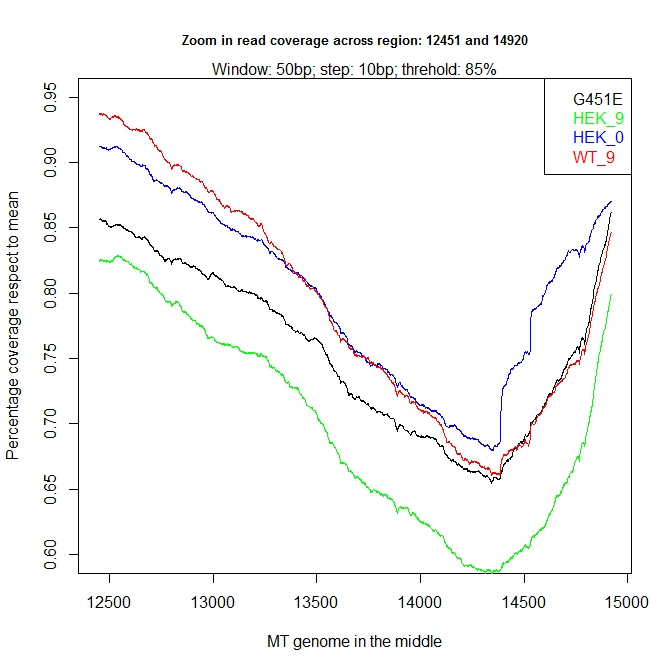 Zoom in read coverage across region: 12451 and 14920
Window: 50bp; step: 10bp; threhold: 85%
G451E
HEK_9
HEK_0
WT_9
Percentage coverage respect to mean
0.95
0.90
0.85
0.80
0.75
0.70
0.65
0.60
12500 13000 13500 14000 14500 15000
MT genome in the middle